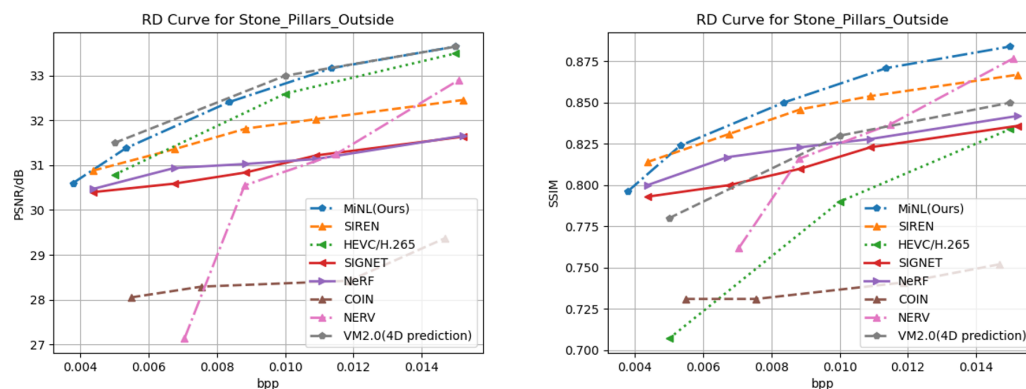 RD Curve for Stone_Pillars_Outside
PSNR/dB
33
32
31
30
29
28
27
0.004 0.006 0.008 0.010 0.012 0.014
bpp
MiNL(Ours)
SIREN
HEVC/H.265
SIGNET
NeRF
COIN
NERV
VM2.0(4D prediction)
RD Curve for Stone_Pillars_Outside
SSIM
0.875
0.850
0.825
0.800
0.775
0.750
0.725
0.700
0.004 0.006 0.008 0.010 0.012 0.014
bpp
MiNL(Ours)
SIREN
HEVC/H.265
SIGNET
NeRF
COIN
NERV
VM2.0(4D prediction)